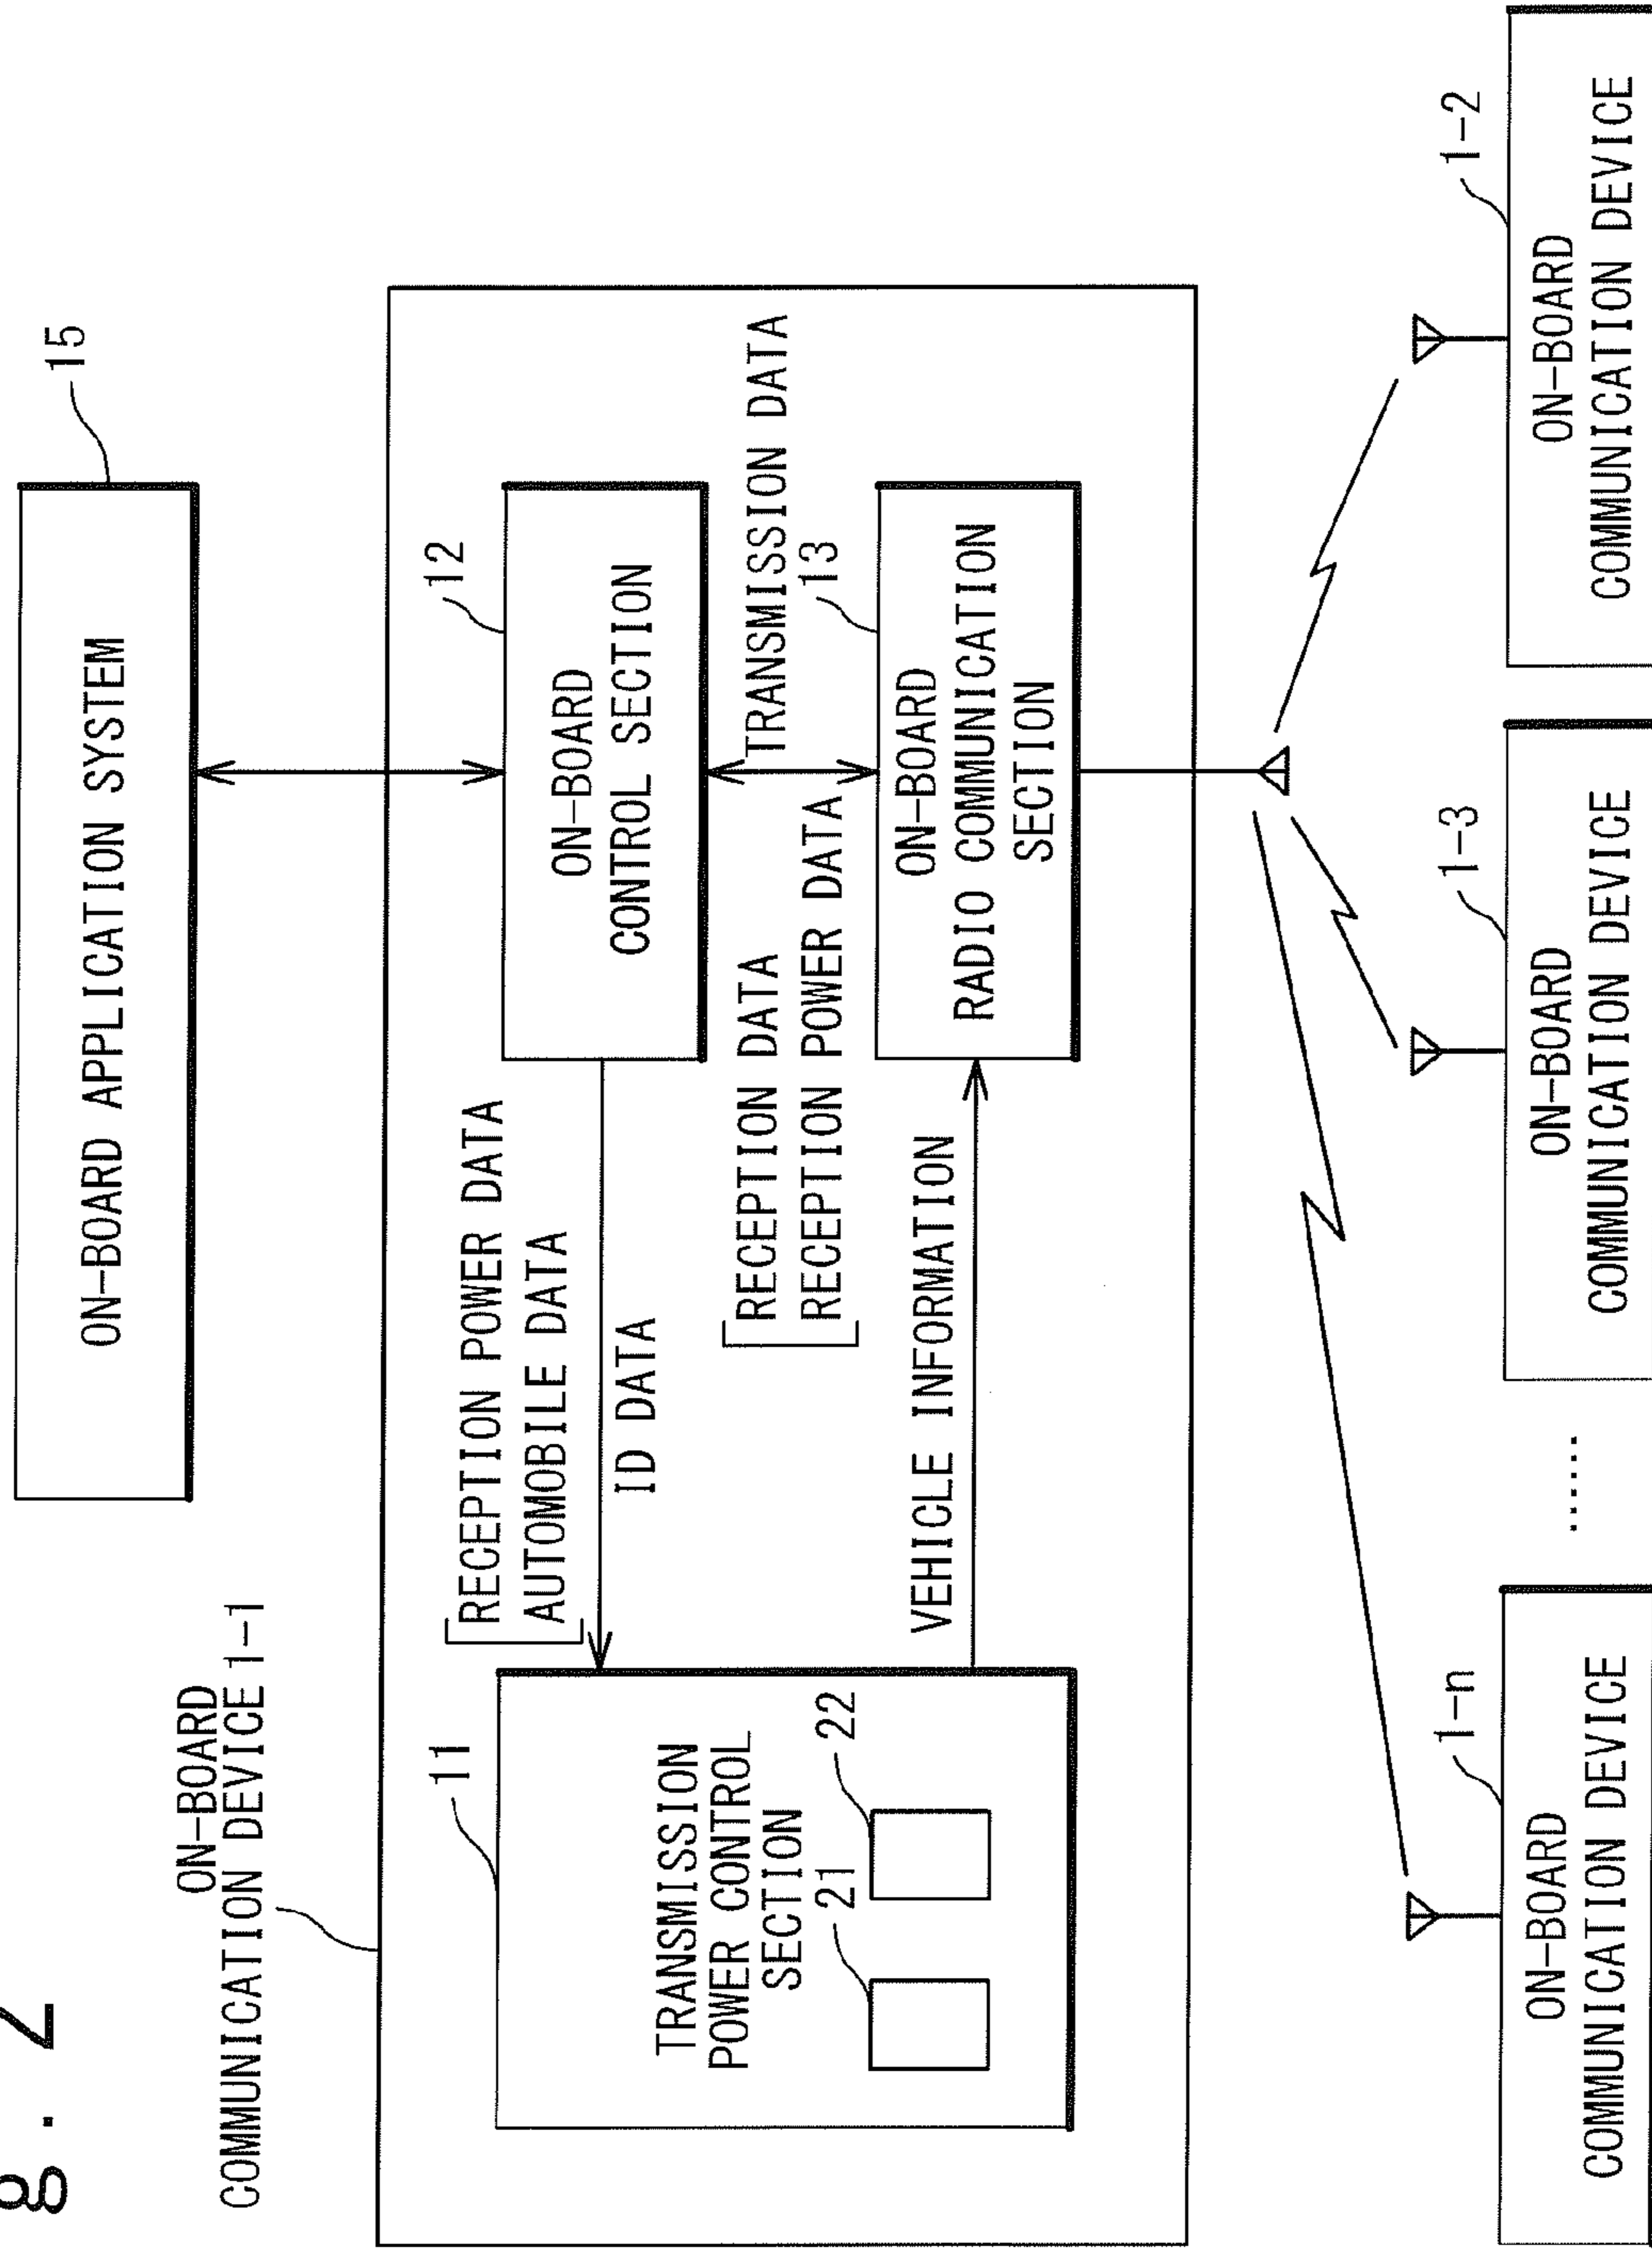 g . 2
ON-BOARD APPLICATION SYSTEM
15
ON-BOARD
COMMUNICATION DEVICE 1-1
11
TRANSMISSION
POWER CONTROL
SECTION
21
22
RECEPTION POWER DATA
AUTOMOBILE DATA
ID DATA
12
ON-BOARD
CONTROL SECTION
RECEPTION DATA
RECEPTION POWER DATA
TRANSMISSION DATA
VEHICLE INFORMATION
13
ON-BOARD
RADIO COMMUNICATION
SECTION
1-n
ON-BOARD
COMMUNICATION DEVICE
......
1-3
ON-BOARD
COMMUNICATION DEVICE
1-2
ON-BOARD
COMMUNICATION DEVICE